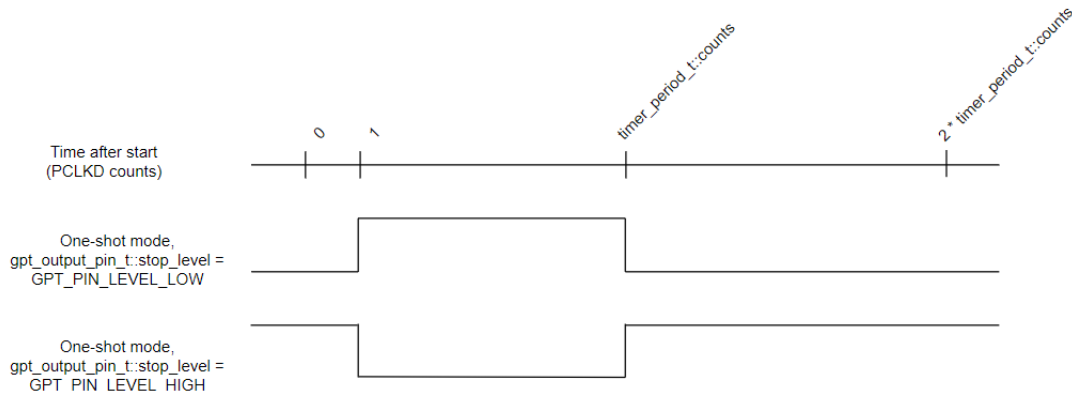 0
1
timer_period_t::counts
2 * timer_period_t::counts
Time after start
(PCLKD counts)
One-shot mode,
gpt_output_pin_t::stop_level =
GPT_PIN_LEVEL_LOW
One-shot mode,
gpt_output_pin_t::stop_level =
GPT_PIN_LEVEL_HIGH